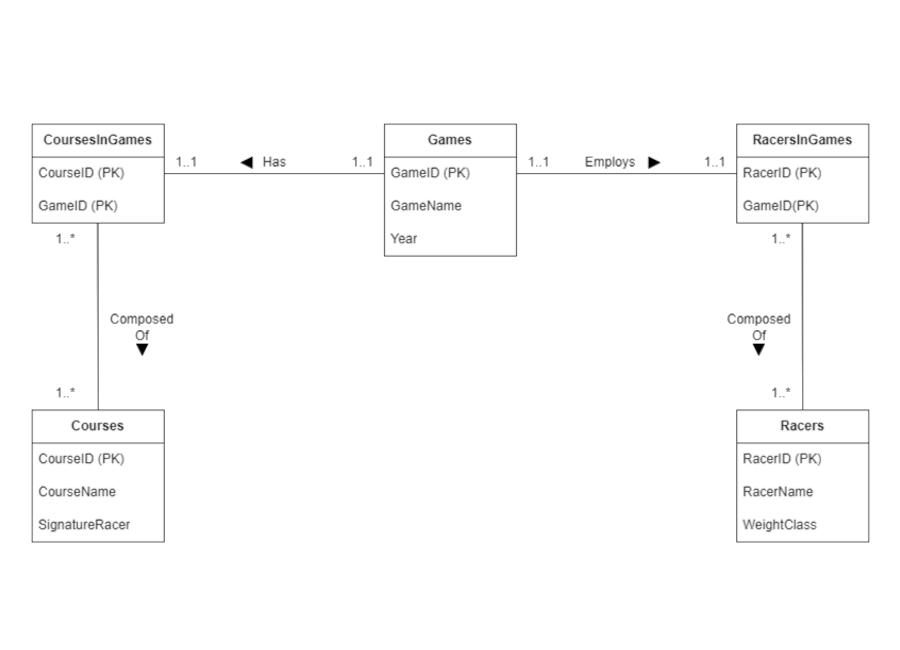 CoursesInGames
CourseID (PK)
GameID (PK)
1..1
Has
1..1
Games
GameID (PK)
GameName
Year
1..1
Employs
1..1
RacersInGames
RacerID (PK)
GameID(PK)
1..*
Composed
Of
1..*
Courses
CourseID (PK)
CourseName
SignatureRacer
1..*
Composed
Of
1..*
Racers
RacerID (PK)
RacerName
WeightClass